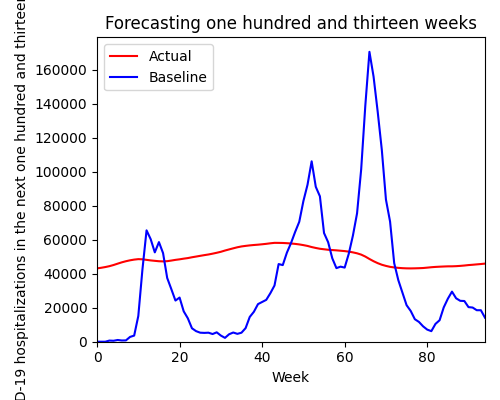 Forecasting one hundred and thirteen weeks
Actual
Baseline
D-19 hospitalizations in the next one hundred and thirteen
160000
140000
120000
100000
80000
60000
40000
20000
0
0 20 40 60 80
Week